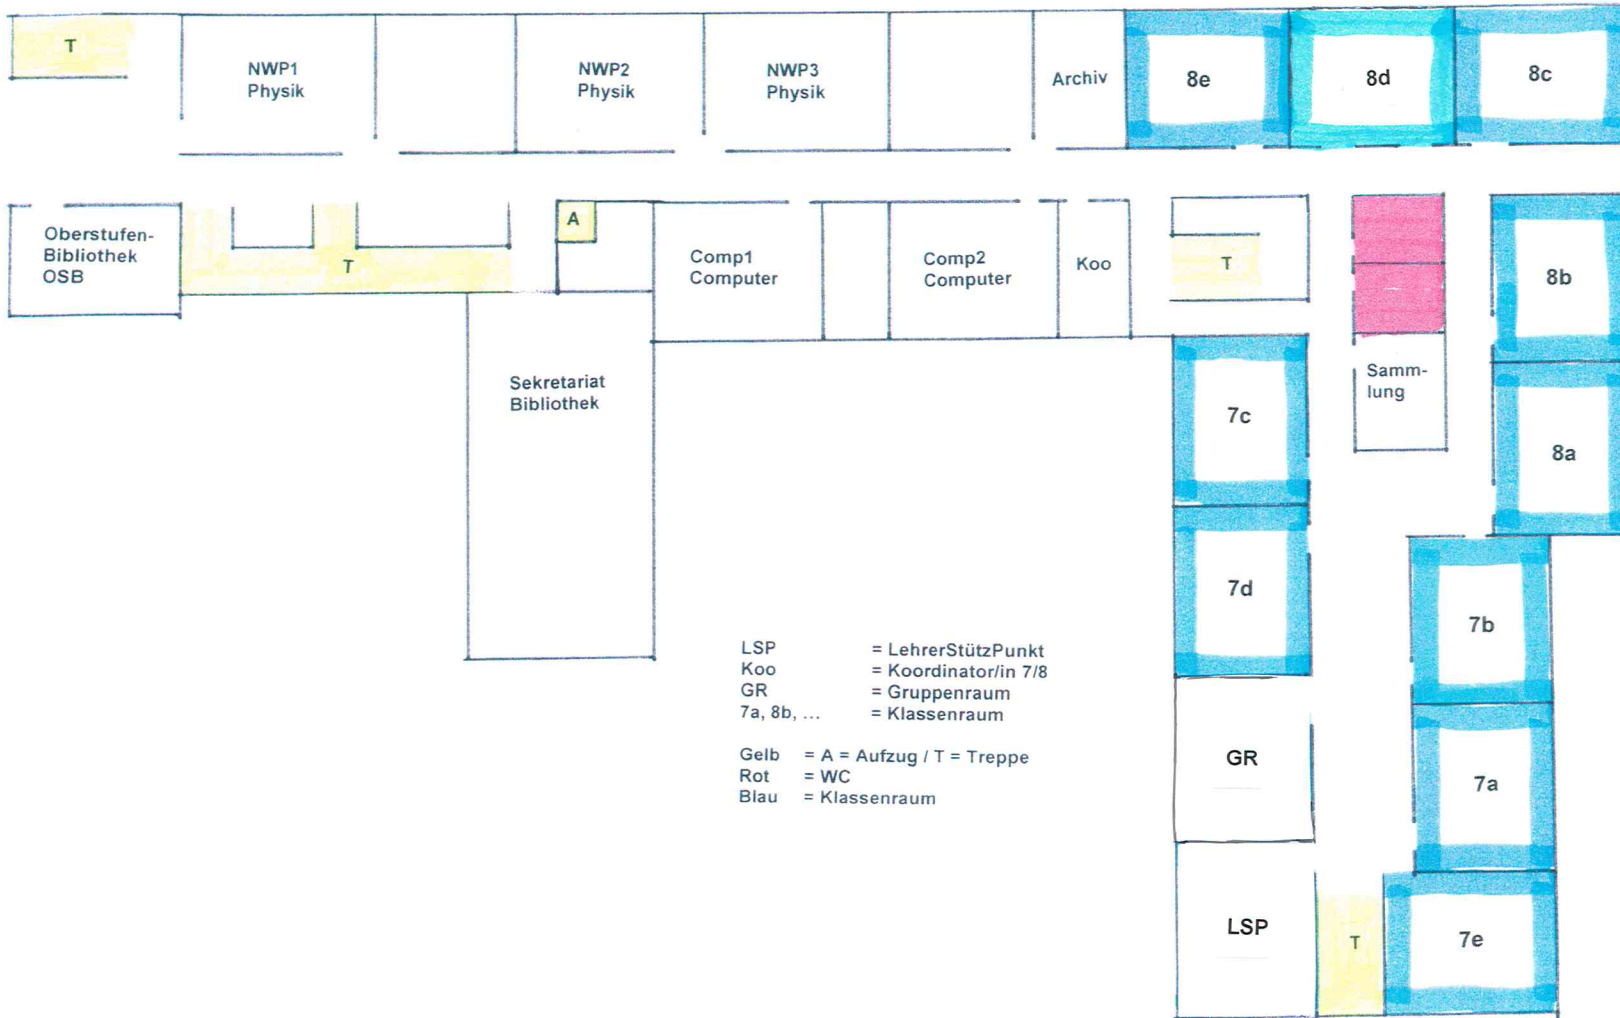 T
NWP1
Physik
NWP2
Physik
NWP3
Physik
Archiv
8e
8d
8c
Oberstufen-
Bibliothek
OSB
T
A
Comp1
Computer
Comp2
Computer
Koo
T
8b
Sekretariat
Bibliothek
7c
Samm-
lung
8a
7d
7b
LSP = LehrerStützPunkt
Koo = Koordinator/in 7/8
GR = Gruppenraum
7a, 8b, ... = Klassenraum
Gelb = A = Aufzug / T = Treppe
Rot = WC
Blau = Klassenraum
GR
7a
LSP
T
7e